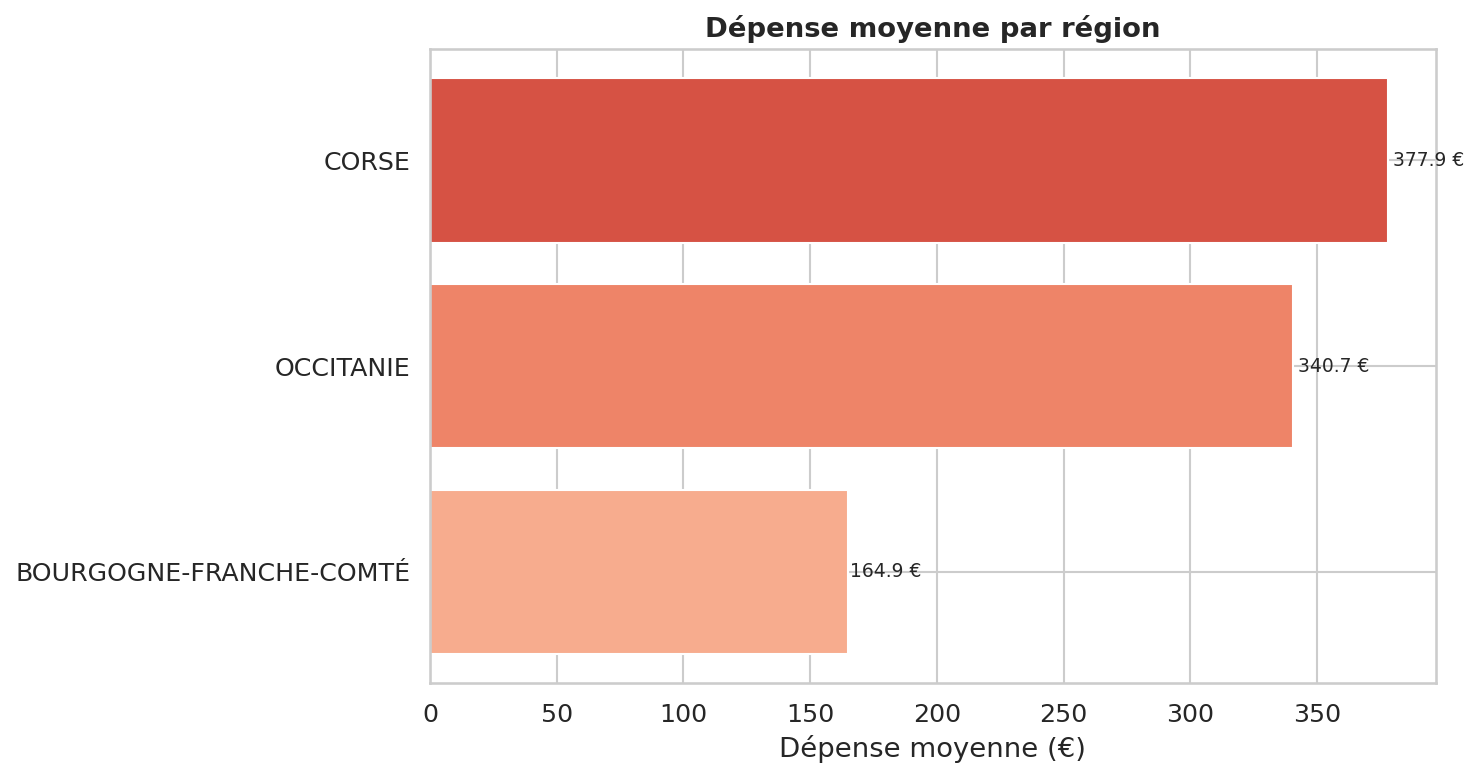 Dépense moyenne par région
CORSE
377.9 €
OCCITANIE
340.7 €
BOURGOGNE-FRANCHE-COMTÉ
164.9 €
0 50 100 150 200 250 300 350
Dépense moyenne (€)